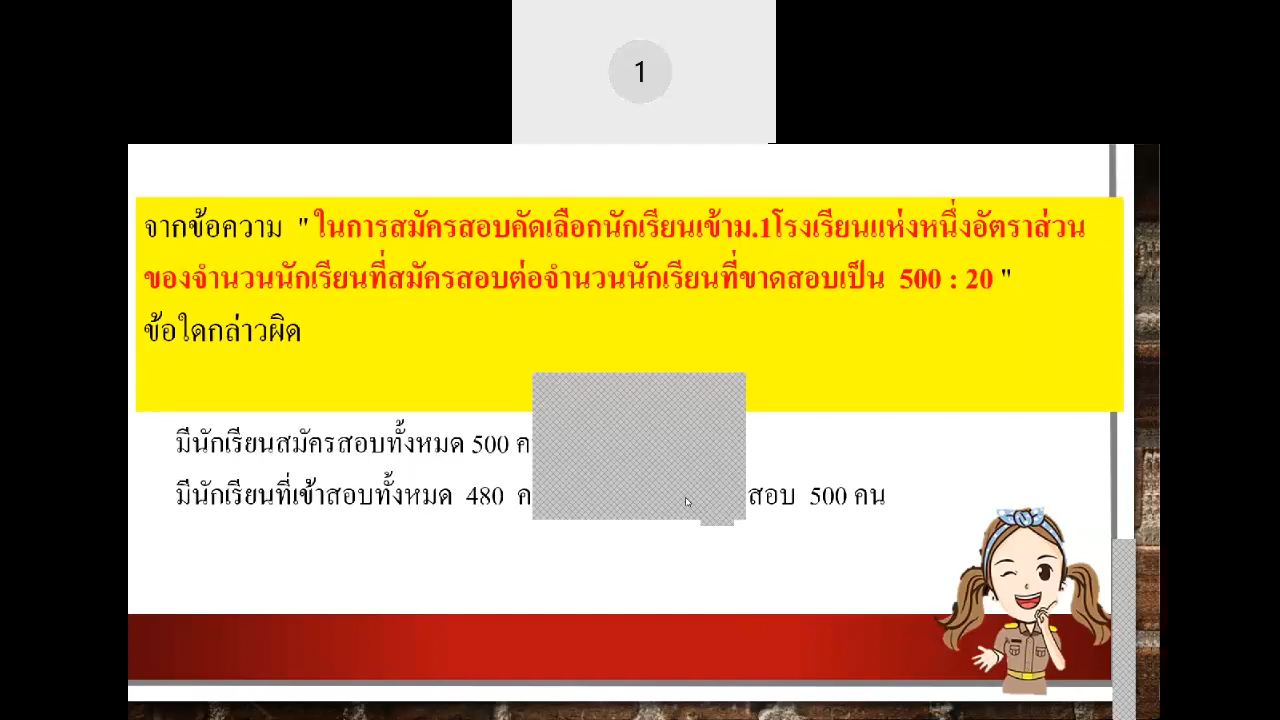 1
จากข้อความ " ในการสมัครสอบคัดเลือกนักเรียนเข้าม.1โรงเรียนแห่งหนึ่งอัตราส่วน
ของจำนวนนักเรียนที่สมัครสอบต่อจำนวนนักเรียนที่ขาดสอบเป็น 500 : 20 "
ข้อใดกล่าวผิด
มีนักเรียนสมัครสอบทั้งหมด 500 ค
มีนักเรียนที่เข้าสอบทั้งหมด 480 ค สอบ 500 คน